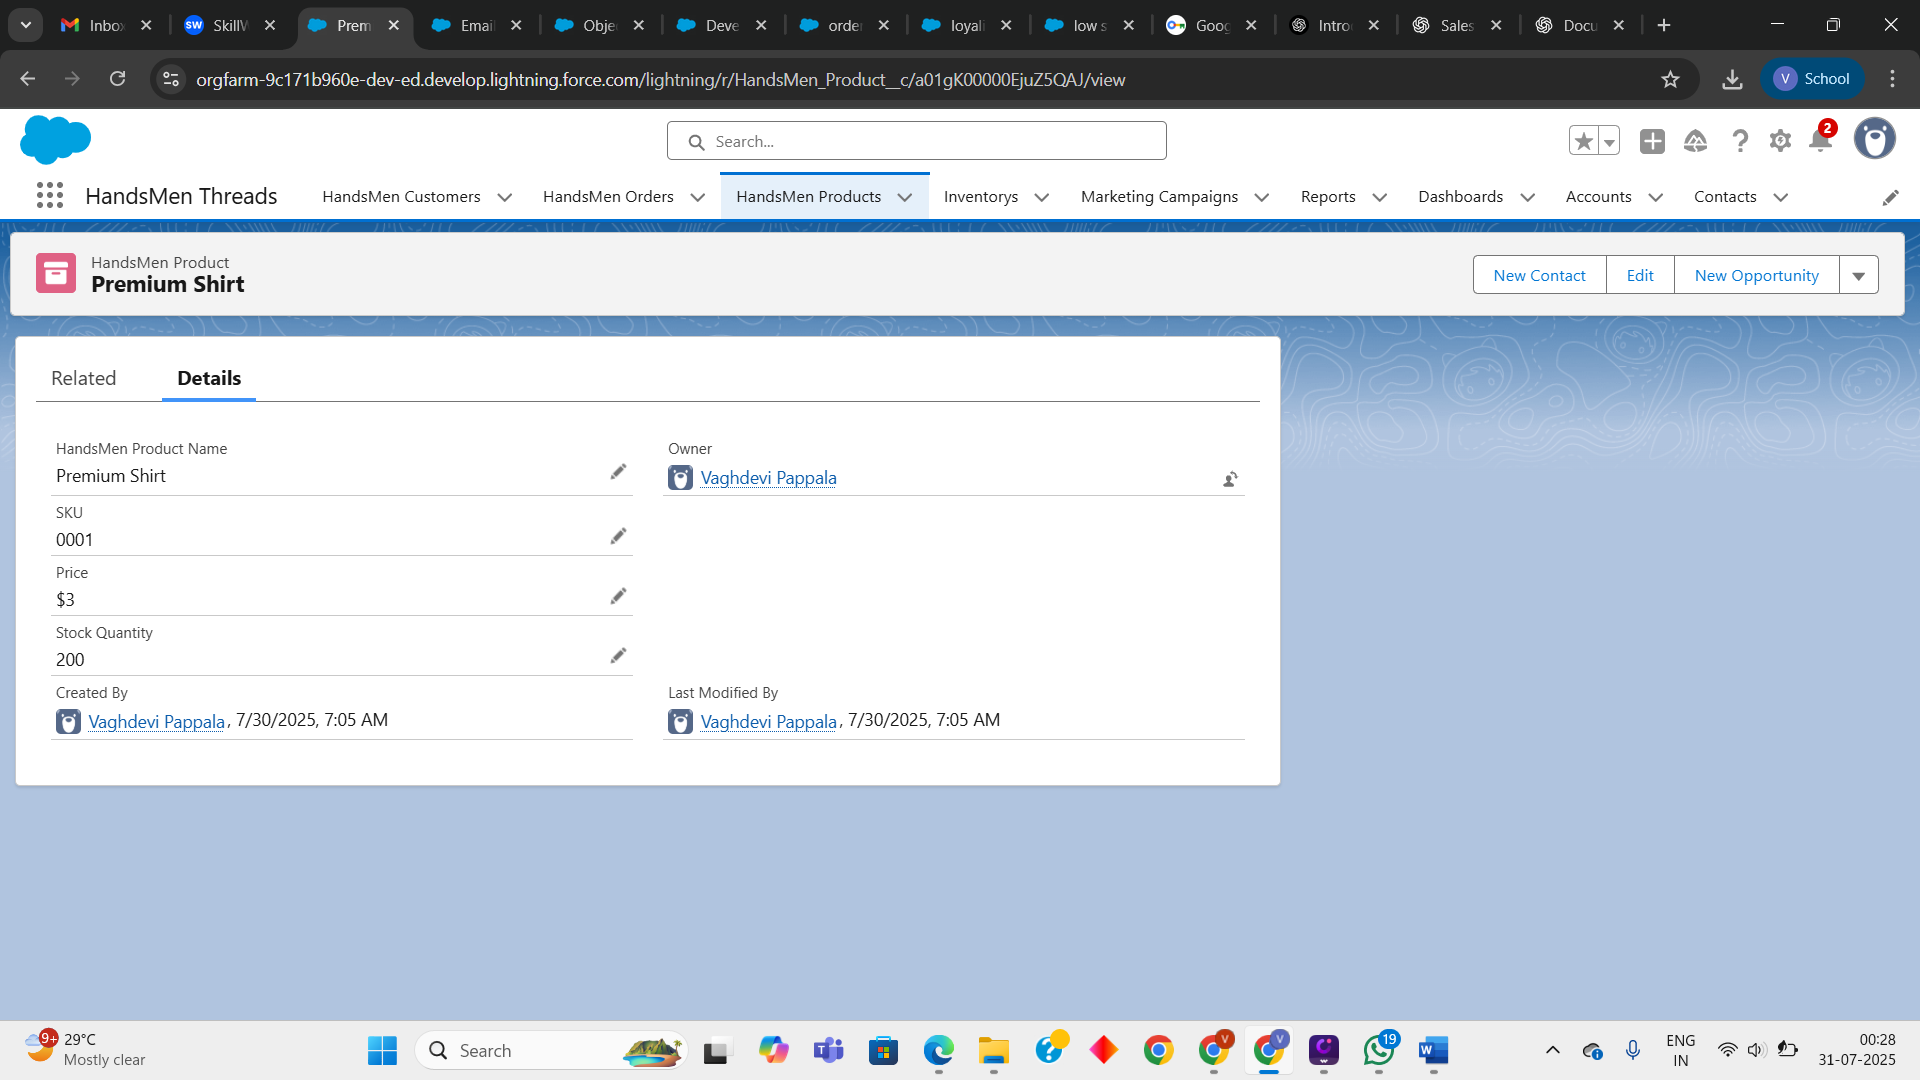 Inbox
SkillW
Prem
Email
Obje
Deve
order
loyali
low s
Goog
Intro
Sales
Docu
orgfarm-9c171b960e-dev-ed.develop.lightning.force.com/lightning/r/HandsMen_Product__c/a01gK00000EjuZ5QAJ/view
V School
Search...
2
HandsMen Threads
HandsMen Customers
HandsMen Orders
HandsMen Products
Inventorys
Marketing Campaigns
Reports
Dashboards
Accounts
Contacts
HandsMen Product
Premium Shirt
New Contact
Edit
New Opportunity
Related
Details
HandsMen Product Name
Premium Shirt
Owner
Vaghdevi Pappala
SKU
0001
Price
$3
Stock Quantity
200
Created By
Vaghdevi Pappala, 7/30/2025, 7:05 AM
Last Modified By
Vaghdevi Pappala, 7/30/2025, 7:05 AM
9+
29°C
Mostly clear
Search
19
ENG
IN
00:28
31-07-2025